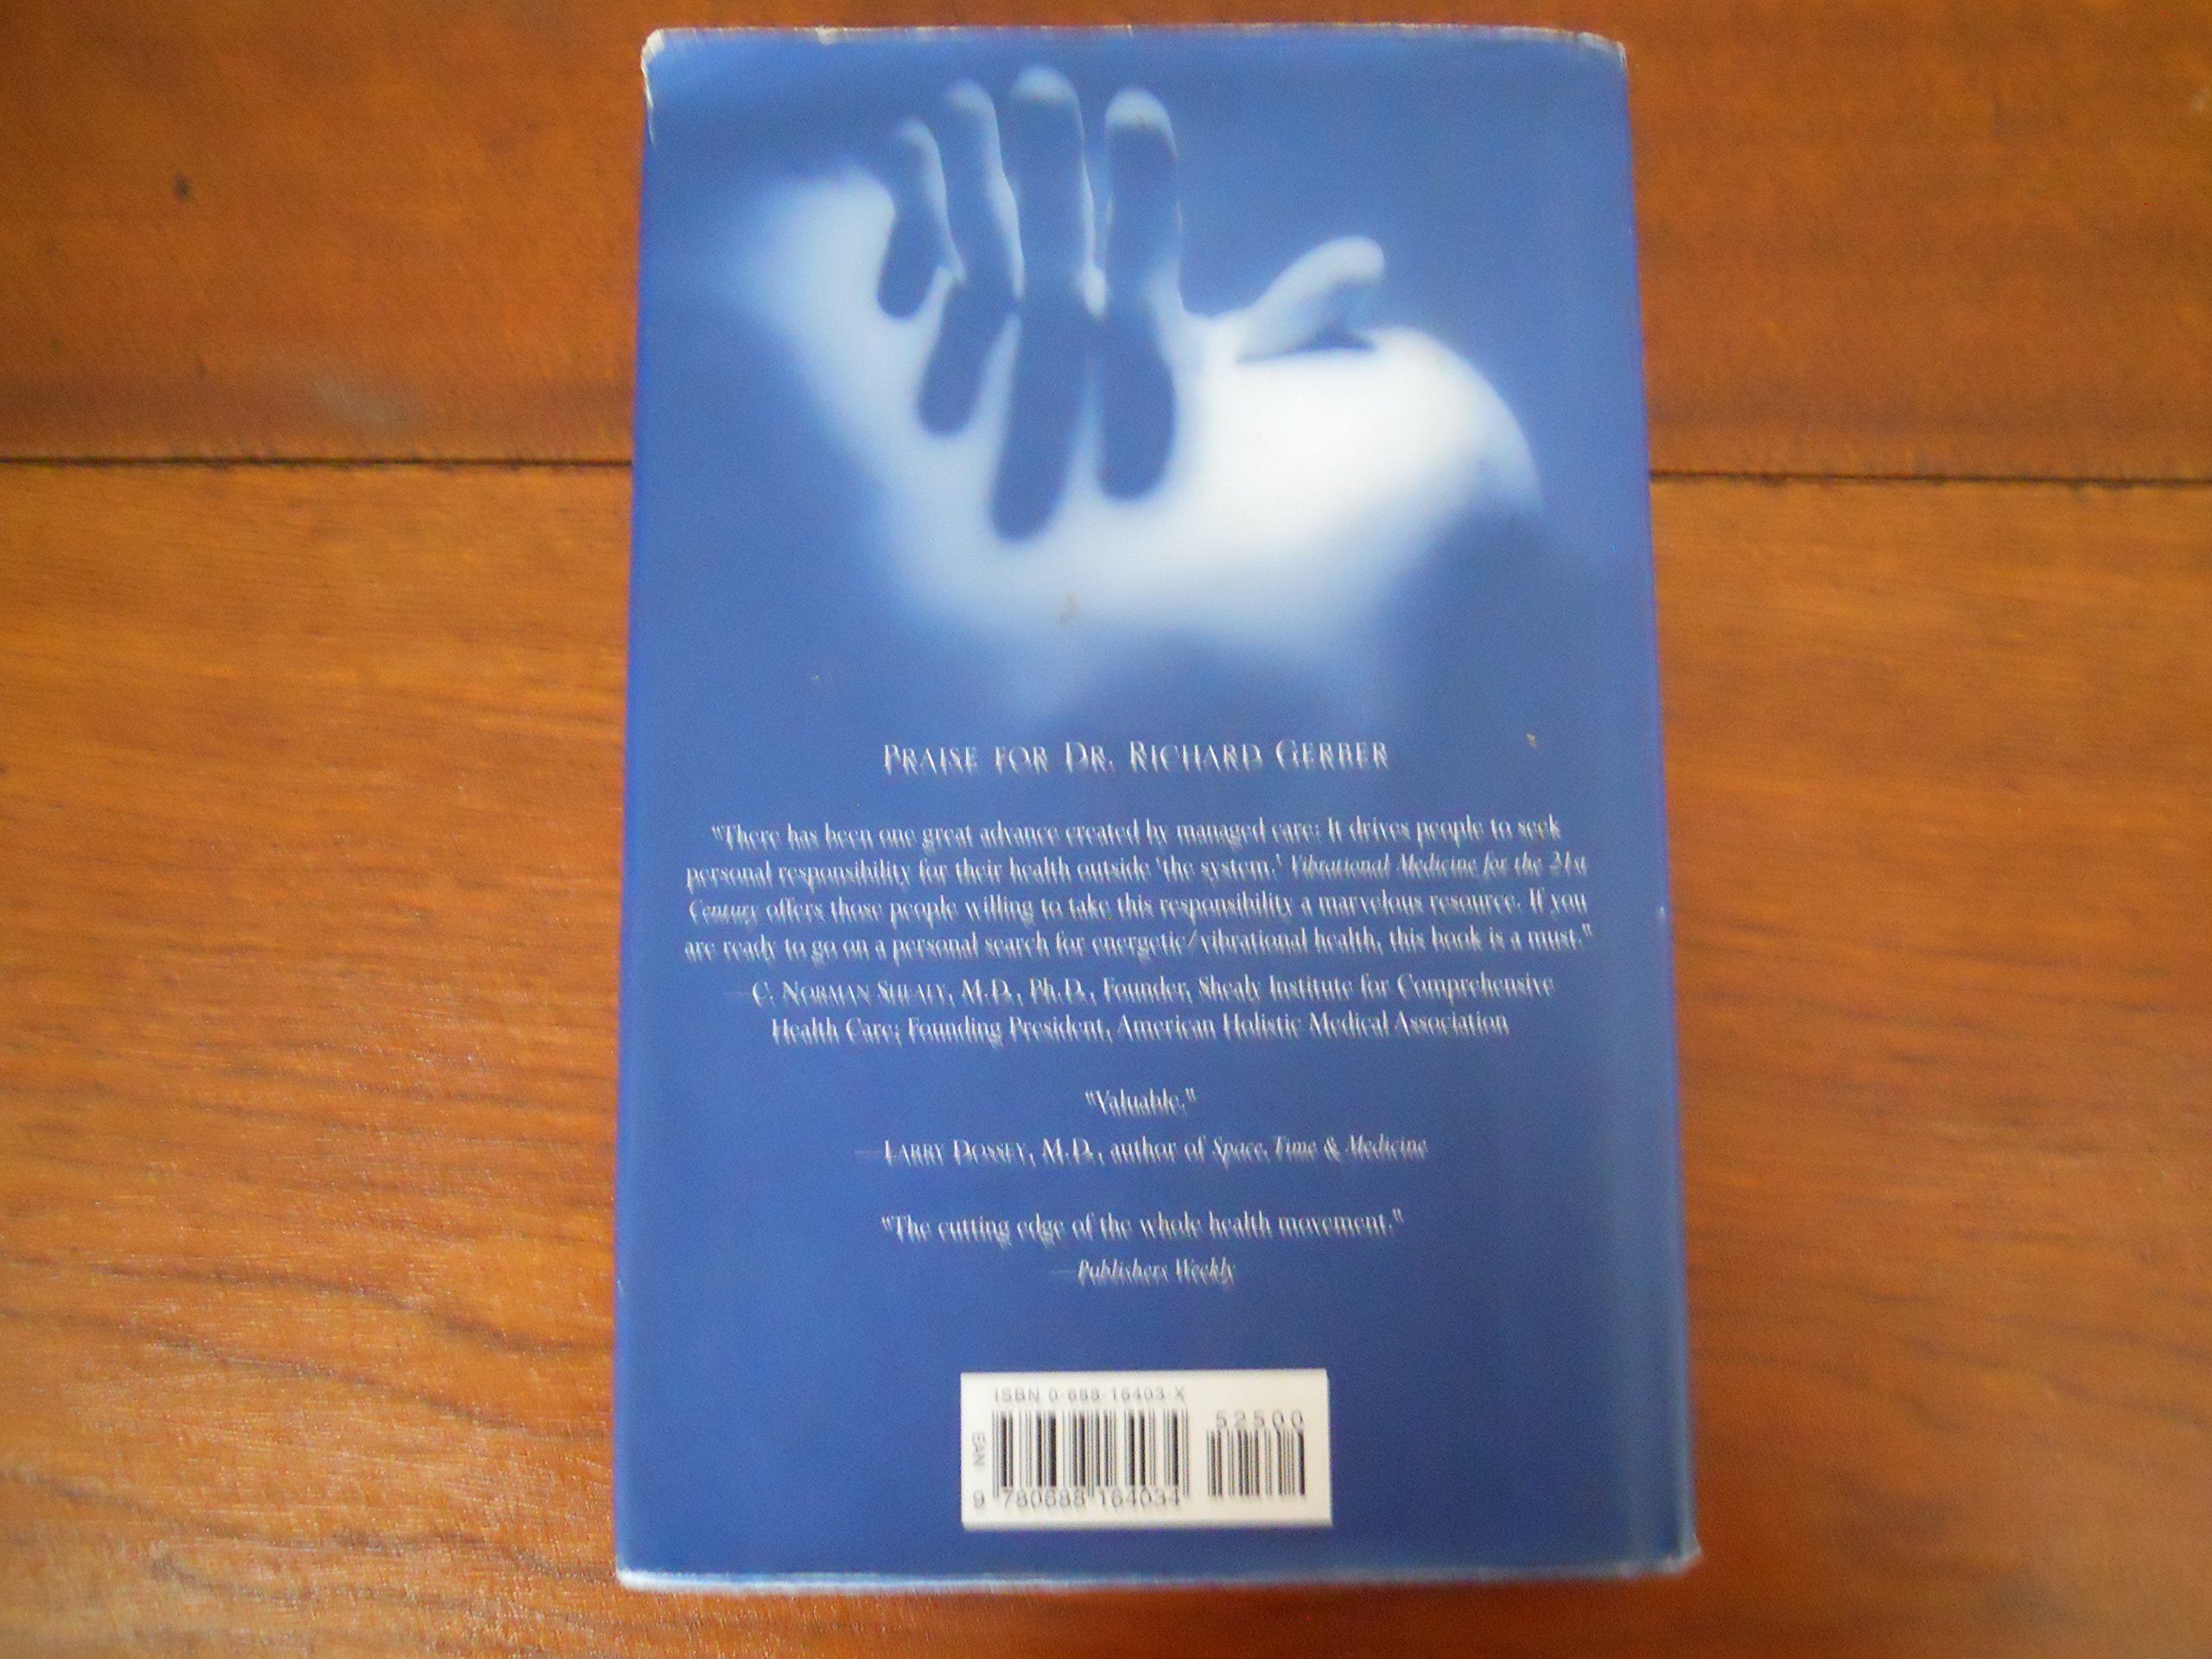 PRAISE FOR DR. RICHARD GERBER
"There has been one great advance created by managed care: It drives people to seek
personal responsibility for their health outside 'the system.' Vibrational Medicine for the 21st
Century offers those people willing to take this responsibility a marvelous resource. If you
are ready to go on a personal search for energetic/vibrational health, this book is a must."
—C. NORMAN SHEALY, M.D., Ph.D., Founder, Shealy Institute for Comprehensive
Health Care; Founding President, American Holistic Medical Association
"Valuable."
—LARRY DOSSEY, M.D., author of Space, Time & Medicine
"The cutting edge of the whole health movement."
—Publishers Weekly
ISBN 0-688-16403-X
52500
EAN
9 780688 164034